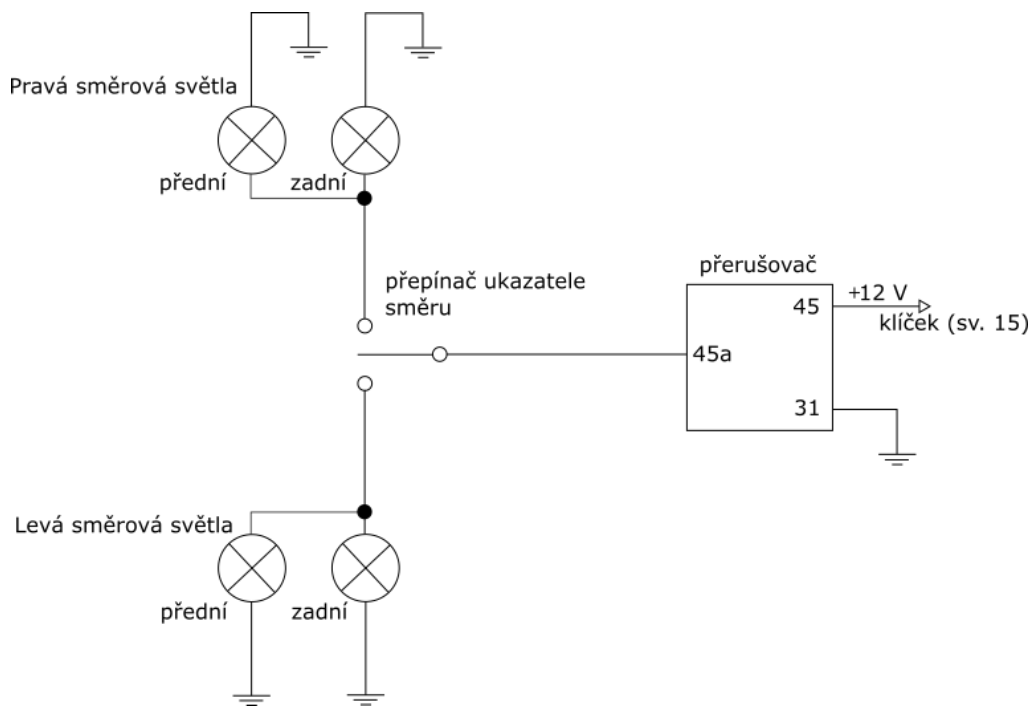 Pravá směrová světla
přední
zadní
přepínač ukazatele
směru
přerušovač
45
+12 V
klíček (sv. 15)
45a
31
Levá směrová světla
přední
zadní